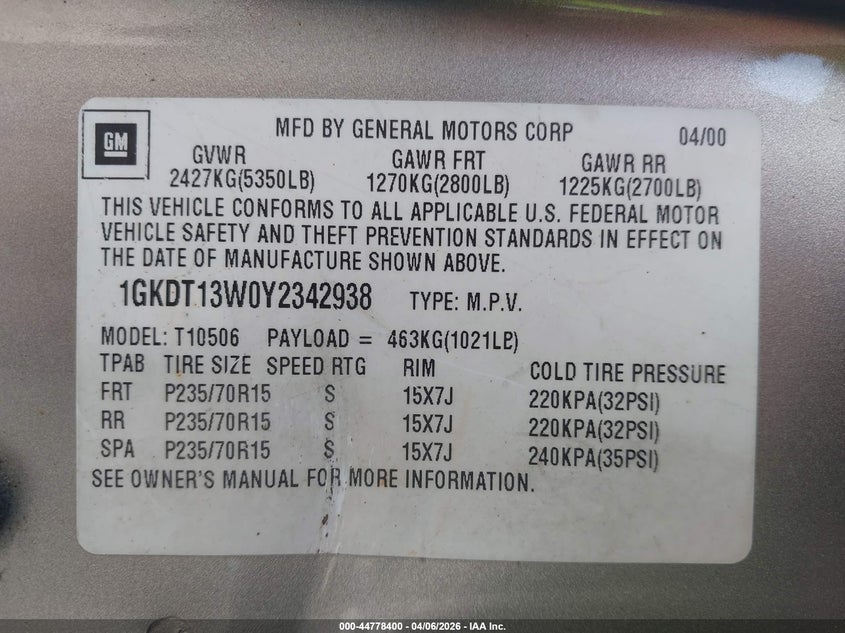 GM
MFD BY GENERAL MOTORS CORP 04/00
GVWR GAWR FRT GAWR RR
2427KG(5350LB) 1270KG(2800LB) 1225KG(2700LB)
THIS VEHICLE CONFORMS TO ALL APPLICABLE U.S. FEDERAL MOTOR
VEHICLE SAFETY AND THEFT PREVENTION STANDARDS IN EFFECT ON
THE DATE OF MANUFACTURE SHOWN ABOVE.
1GKDT13W0Y2342938 TYPE: M.P.V.
MODEL: T10506 PAYLOAD = 463KG(1021LB)
TPAB TIRE SIZE SPEED RTG RIM COLD TIRE PRESSURE
FRT P235/70R15 S 15X7J 220KPA(32PSI)
RR P235/70R15 S 15X7J 220KPA(32PSI)
SPA P235/70R15 S 15X7J 240KPA(35PSI)
SEE OWNER'S MANUAL FOR MORE INFORMATION.
000-44778400 - 04/06/2026 - IAA Inc.